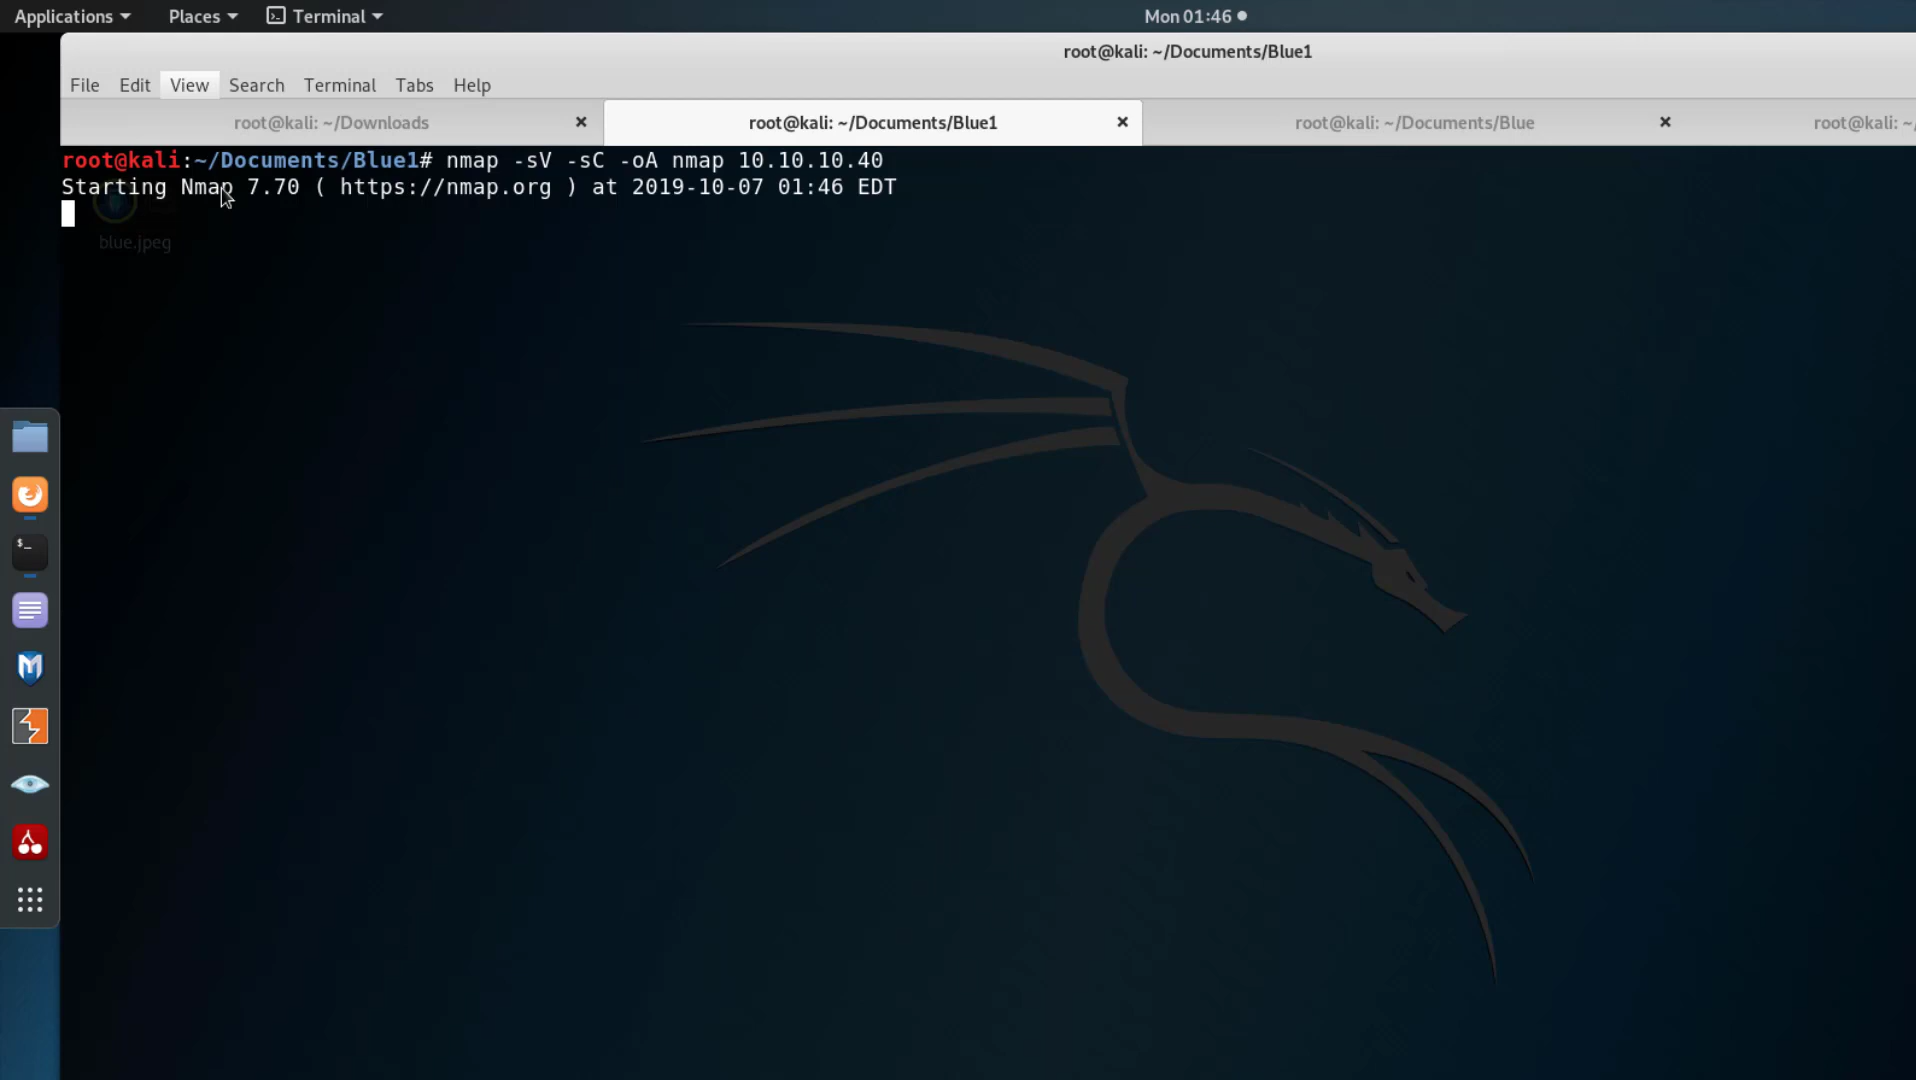 Applications Places Terminal Mon 01:46
root@kali: ~/Documents/Blue1
File Edit View Search Terminal Tabs Help
root@kali: ~/Downloads × root@kali: ~/Documents/Blue1 × root@kali: ~/Documents/Blue × root@kali: ~/
root@kali:~/Documents/Blue1# nmap -sV -sC -oA nmap 10.10.10.40
Starting Nmap 7.70 ( https://nmap.org ) at 2019-10-07 01:46 EDT
blue.jpeg
$_